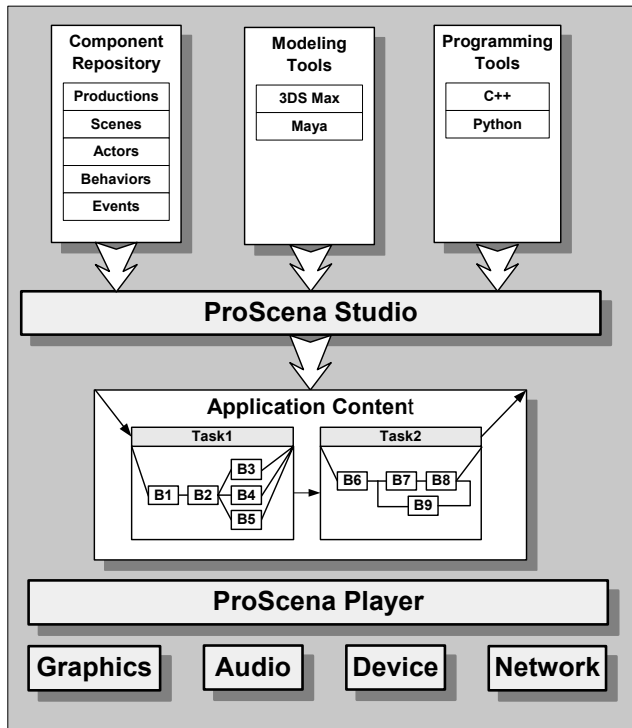 Component
Repository
Productions
Scenes
Actors
Behaviors
Events
Modeling
Tools
3DS Max
Maya
Programming
Tools
C++
Python
ProScena Studio
Application Content
Task1
B1
B2
B3
B4
B5
Task2
B6
B7
B8
B9
ProScena Player
Graphics
Audio
Device
Network